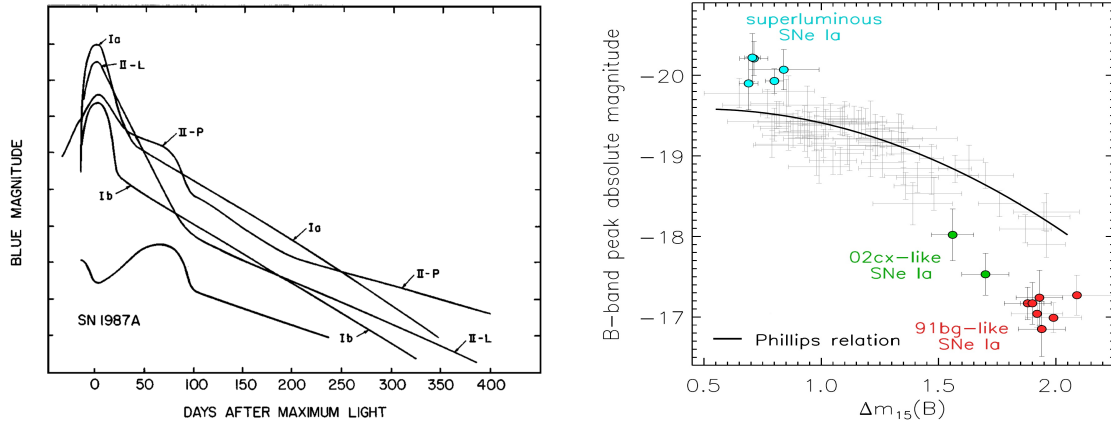 BLUE MAGNITUDE
Ia
II-L
II-P
Ib
Ia
II-P
SN 1987A
Ib
II-L
0 50 100 150 200 250 300 350 400
DAYS AFTER MAXIMUM LIGHT
B-band peak absolute magnitude
-20
-19
-18
-17
superluminous
SNe Ia
02cx-like
SNe Ia
91bg-like
SNe Ia
Phillips relation
0.5 1.0 1.5 2.0
Δm₁₅(B)